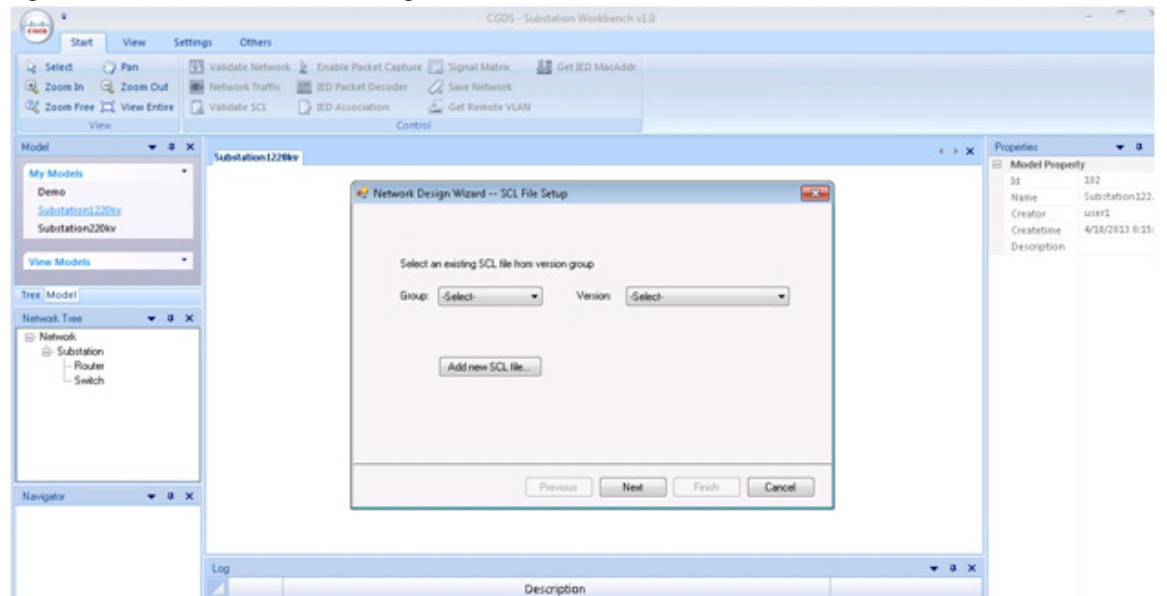 CGDS - Substation Workbench v1.0
CISCO
Start View Settings Others
Select Pan Validate Network Enable Packet Capture Signal Matrix Get IED MacAddr
Zoom In Zoom Out Network Traffic IED Packet Decoder Save Network
Zoom Free View Entire Validate SCL IED Association Get Remote VLAN
View Control
Model
My Models
Demo
Substation1220kv
Substation220kv
View Models
Tree Model
Network Tree
Network
Substation
Router
Switch
Navigator
Substation1220kv
Network Design Wizard -- SCL File Setup
Select an existing SCL file from version group
Group: -Select- Version: -Select-
Add new SCL file...
Previous Next Finish Cancel
Log
Description
Properties
Model Property
Id 182
Name Substation122.
Creator user1
Createtime 4/18/2013 8:15:
Description